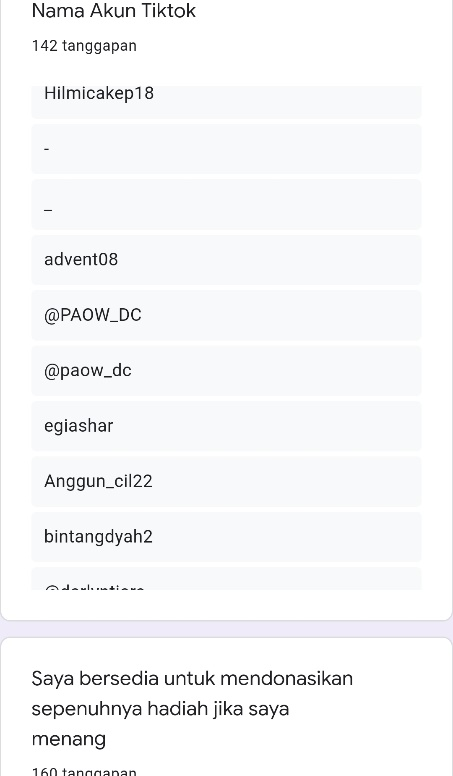 Nama Akun Tiktok
142 tanggapan
Hilmicakep18
-
_
advent08
@PAOW_DC
@paow_dc
egiashar
Anggun_cil22
bintangdyah2
Saya bersedia untuk mendonasikan
sepenuhnya hadiah jika saya
menang
160 tanggapan